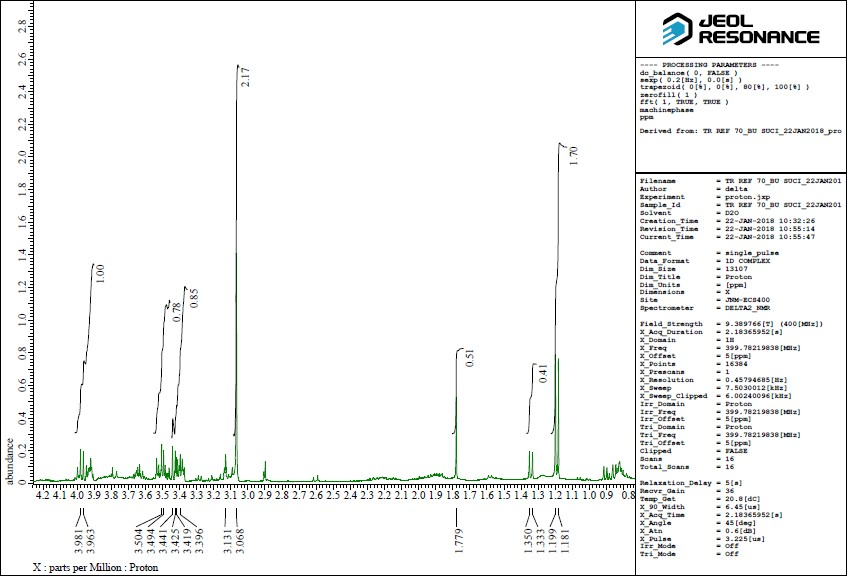 JEOL
RESONANCE
---- PROCESSING PARAMETERS ----
dc_balance( 0, FALSE )
sexp( 0.2[Hz], 0.0[s] )
trapezoid( 0[%], 0[%], 80[%], 100[%] )
zerofill( 1 )
fft( 1, TRUE, TRUE )
machinephase
ppm
Derived from: TR REF 70_BU SUCI_22JAN2018_pro
Filename = TR REF 70_BU SUCI_22JAN201
Author = delta
Experiment = proton.jxp
Sample_Id = TR REF 70_BU SUCI_22JAN201
Solvent = D2O
Creation_Time = 22-JAN-2018 10:32:26
Revision_Time = 22-JAN-2018 10:55:14
Current_Time = 22-JAN-2018 10:55:47
Comment = single_pulse
Data_Format = 1D COMPLEX
Dim_Size = 13107
Dim_Title = Proton
Dim_Units = [ppm]
Dimensions = X
Site = JNM-ECS400
Spectrometer = DELTA2_NMR
Field_Strength = 9.389766[T] (400[MHz])
X_Acq_Duration = 2.18365952[s]
X_Domain = 1H
X_Freq = 399.78219838[MHz]
X_Offset = 5[ppm]
X_Points = 16384
X_Prescans = 1
X_Resolution = 0.45794685[Hz]
X_Sweep = 7.5030012[kHz]
X_Sweep_Clipped = 6.00240096[kHz]
Irr_Domain = Proton
Irr_Freq = 399.78219838[MHz]
Irr_Offset = 5[ppm]
Tri_Domain = Proton
Tri_Freq = 399.78219838[MHz]
Tri_Offset = 5[ppm]
Clipped = FALSE
Scans = 16
Total_Scans = 16
Relaxation_Delay = 5[s]
Recvr_Gain = 36
Temp_Get = 20.8[dC]
X_90_Width = 6.45[us]
X_Acq_Time = 2.18365952[s]
X_Angle = 45[deg]
X_Atn = 0.6[dB]
X_Pulse = 3.225[us]
Irr_Mode = Off
Tri_Mode = Off
abundance
0 0.2 0.4 0.6 0.8 1.0 1.2 1.4 1.6 1.8 2.0 2.2 2.4 2.6 2.8
1.00
0.78
0.85
2.17
0.51
0.41
1.70
4.2 4.1 4.0 3.9 3.8 3.7 3.6 3.5 3.4 3.3 3.2 3.1 3.0 2.9 2.8 2.7 2.6 2.5 2.4 2.3 2.2 2.1 2.0 1.9 1.8 1.7 1.6 1.5 1.4 1.3 1.2 1.1 1.0 0.9 0.8
3.981
3.963
3.504
3.494
3.441
3.425
3.419
3.396
3.131
3.068
1.779
1.350
1.333
1.199
1.181
X : parts per Million : Proton